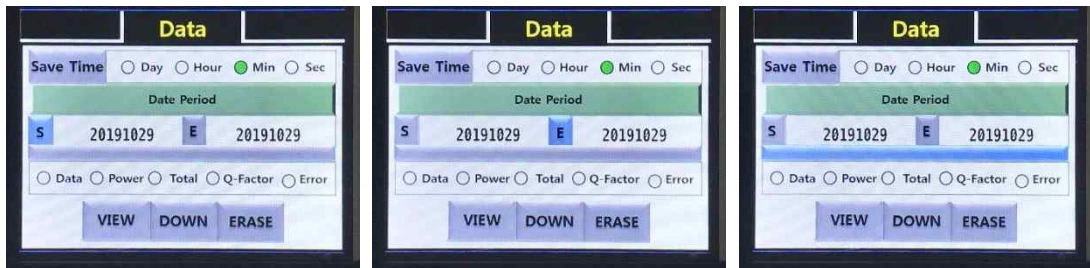 Data
Save Time Day Hour Min Sec
Date Period
S 20191029 E 20191029
Data Power Total Q-Factor Error
VIEW DOWN ERASE
Data
Save Time Day Hour Min Sec
Date Period
S 20191029 E 20191029
Data Power Total Q-Factor Error
VIEW DOWN ERASE
Data
Save Time Day Hour Min Sec
Date Period
S 20191029 E 20191029
Data Power Total Q-Factor Error
VIEW DOWN ERASE